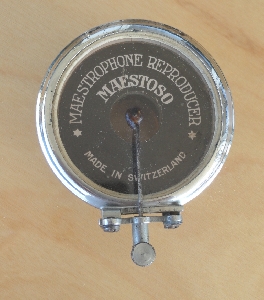 MAESTROPHONE REPRODUCER
MAESTOSO
MADE IN SWITZERLAND